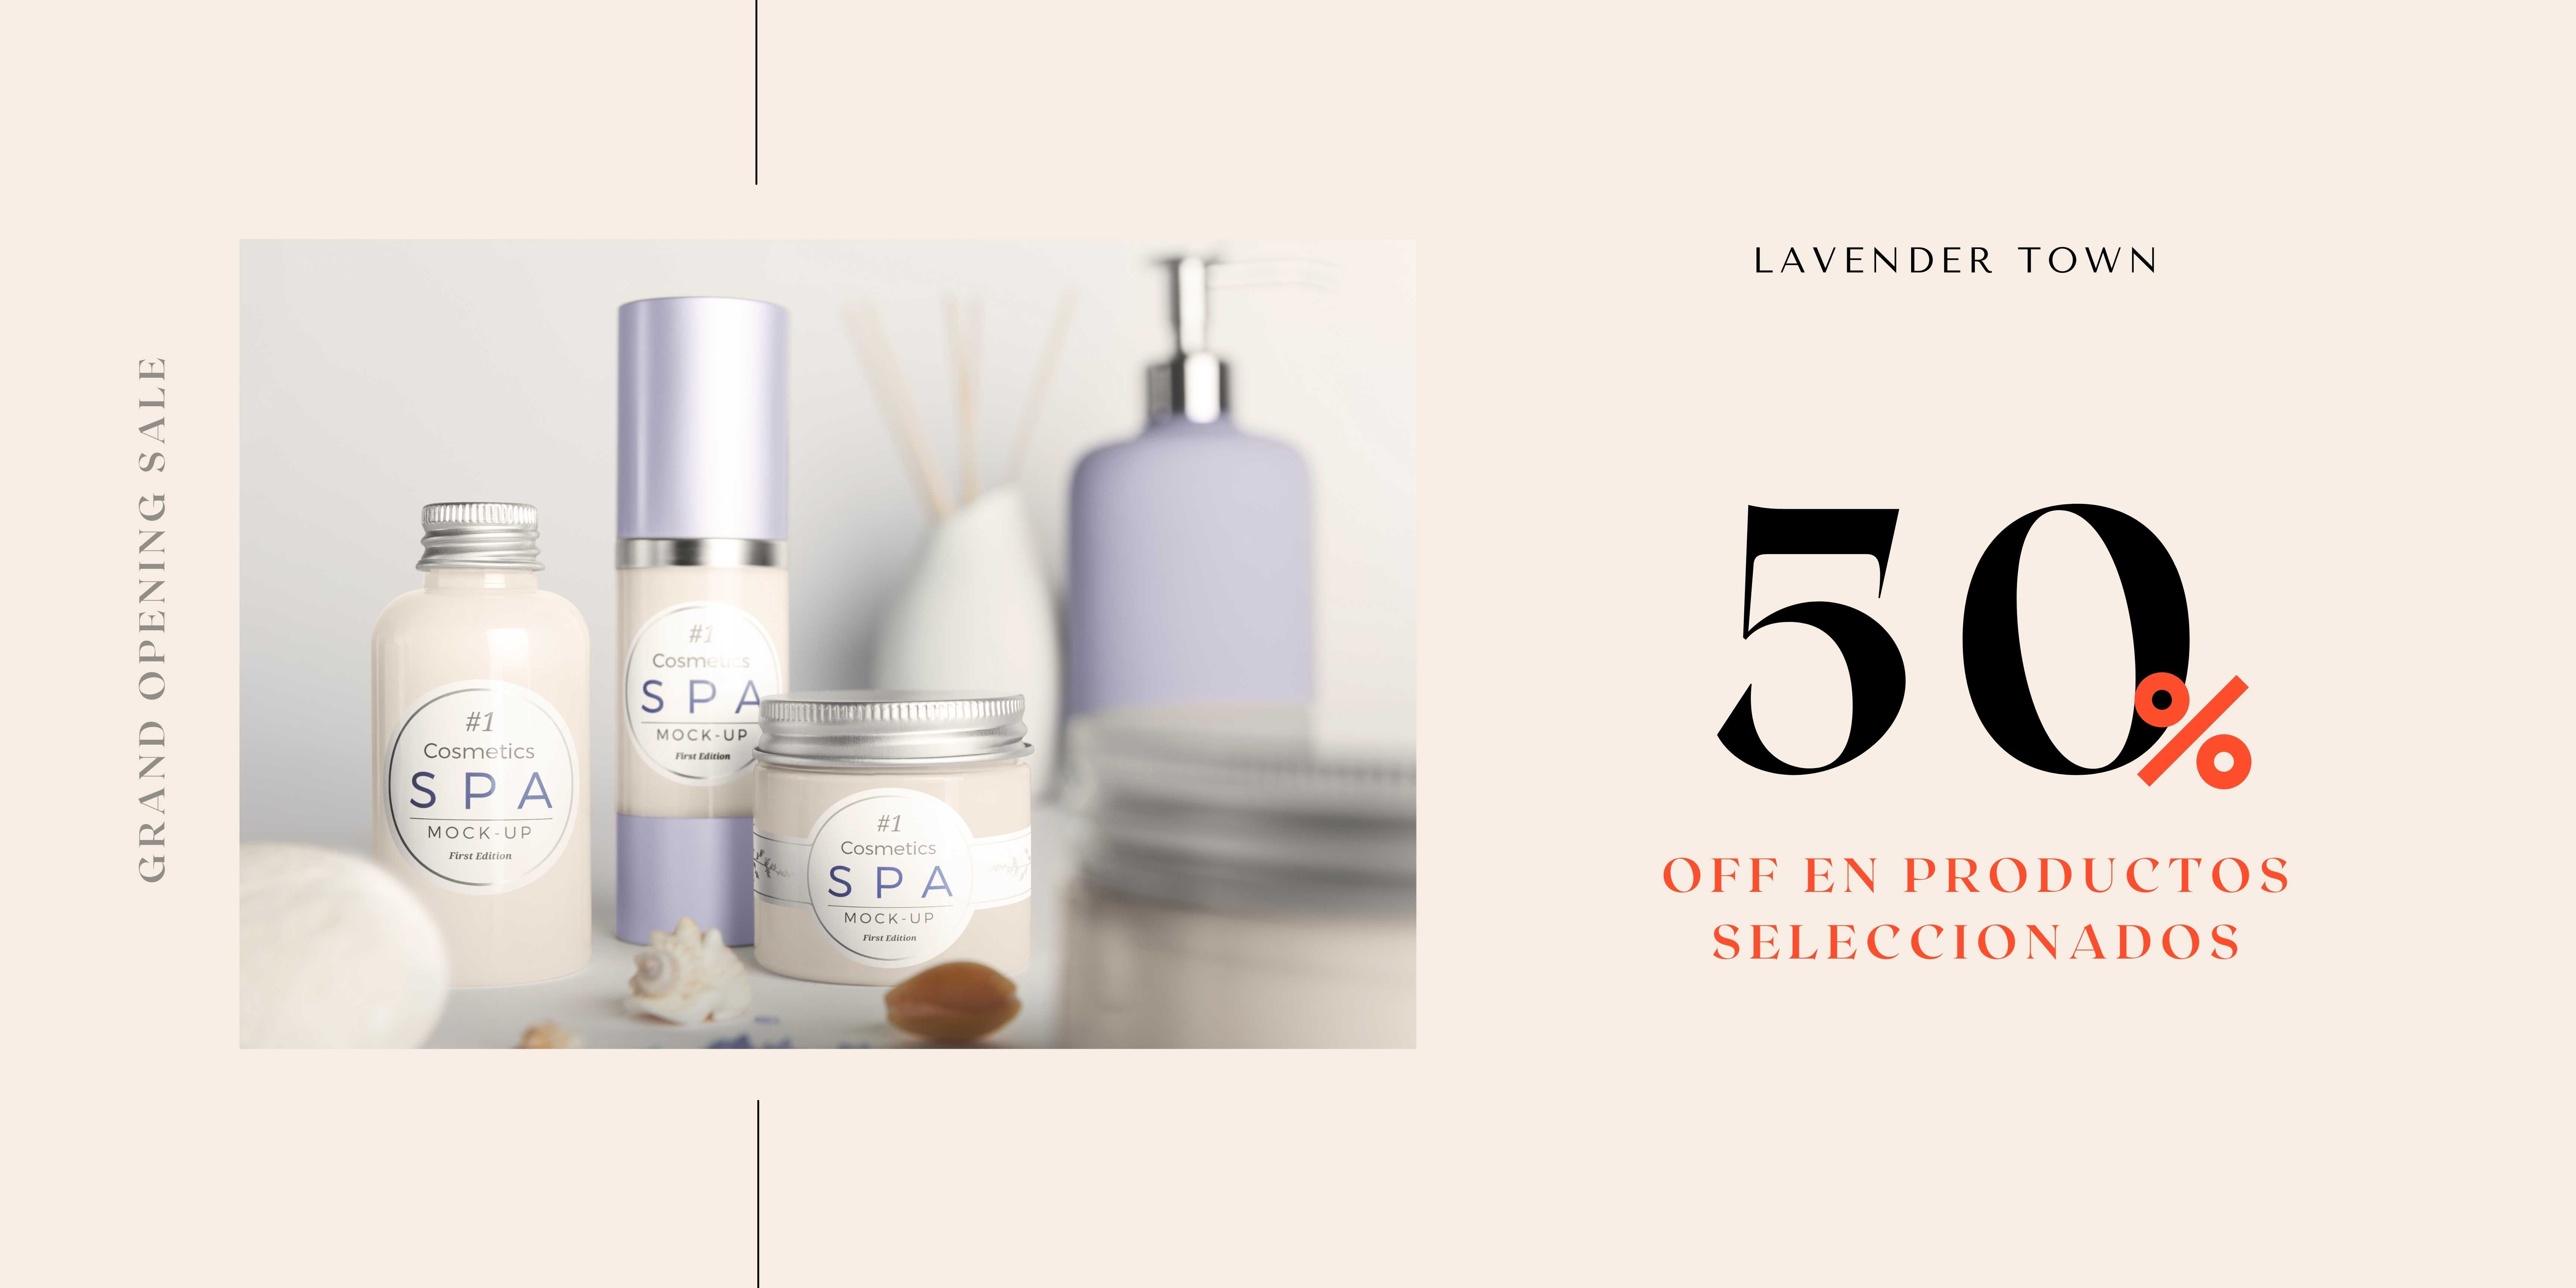 GRAND OPENING SALE
#1
Cosmetics
SPA
MOCK-UP
First Edition
#1
Cosmetics
SPA
MOCK-UP
First Edition
#1
Cosmetics
SPA
MOCK-UP
First Edition
LAVENDER TOWN
50%
OFF EN PRODUCTOS
SELECCIONADOS